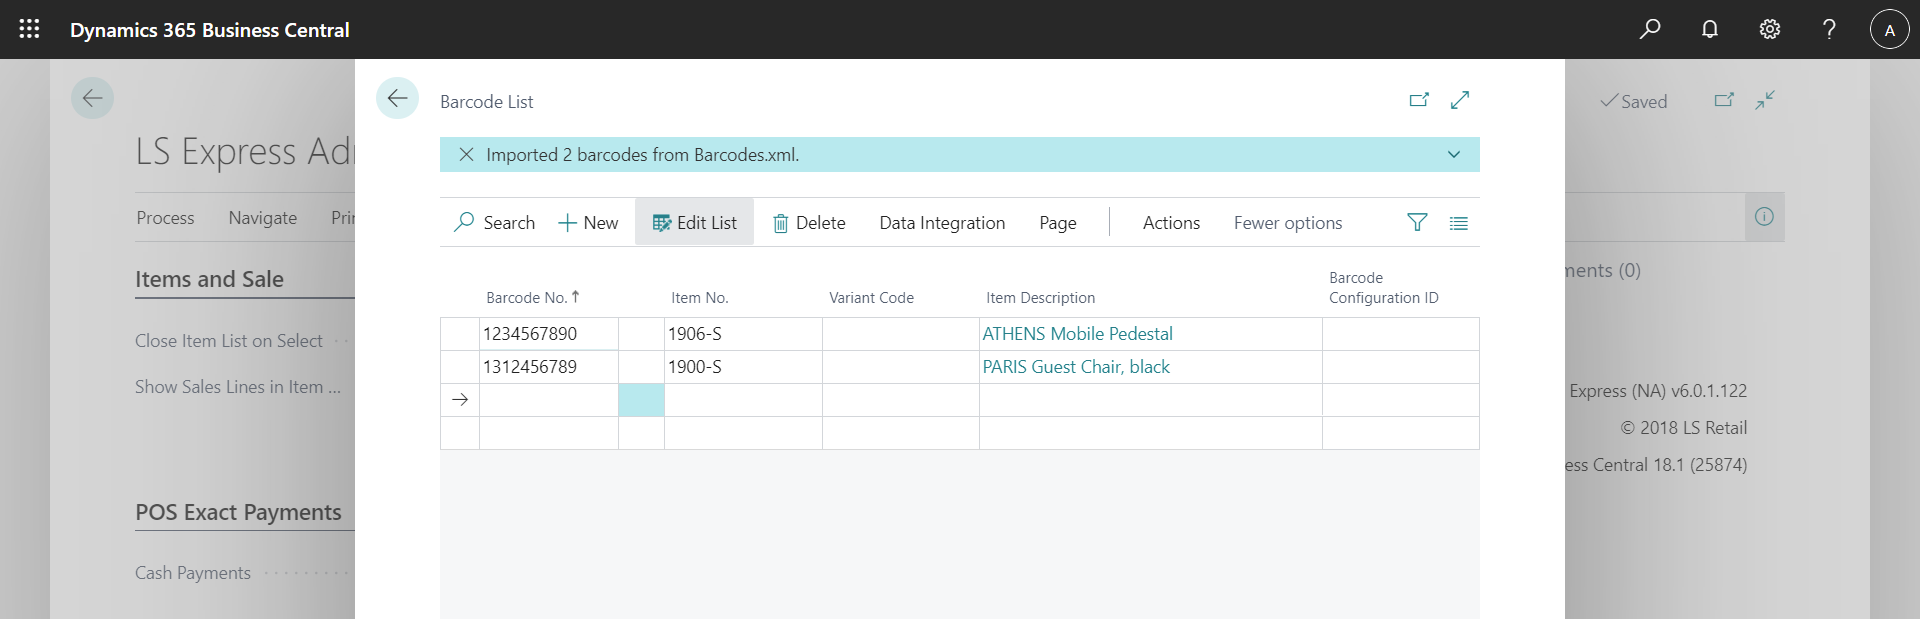 Dynamics 365 Business Central
A
Barcode List
Saved
LS Express Ad
Imported 2 barcodes from Barcodes.xml.
Process Navigate Pri
Search New Edit List Delete Data Integration Page Actions Fewer options
Items and Sale
ments (0)
Barcode No. ↑ Item No. Variant Code Item Description Barcode Configuration ID
Close Item List on Select
1234567890 1906-S ATHENS Mobile Pedestal
1312456789 1900-S PARIS Guest Chair, black
Show Sales Lines in Item ...
Express (NA) v6.0.1.122
© 2018 LS Retail
ess Central 18.1 (25874)
POS Exact Payments
Cash Payments